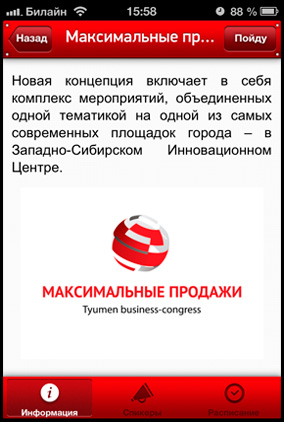 Билайн 15:58 88 %
Назад Максимальные пр... Пойду
Новая концепция включает в себя
комплекс мероприятий, объединенных
одной тематикой на одной из самых
современных площадок города – в
Западно-Сибирском Инновационном
Центре.
МАКСИМАЛЬНЫЕ ПРОДАЖИ
Tyumen business-congress
Информация Спикеры Расписание